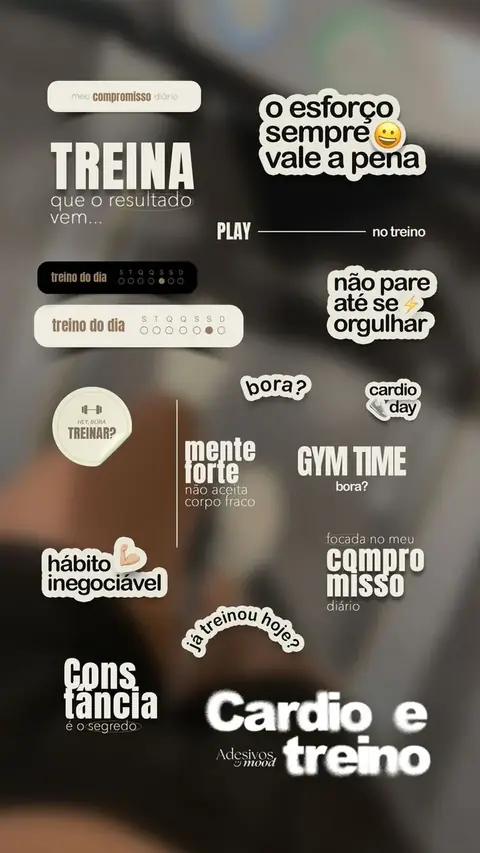 meu compromisso diário
o esforço
sempre
vale a pena
TREINA
que o resultado
vem...
PLAY no treino
treino do dia S T Q Q S S D
não pare
até se
orgulhar
treino do dia S T Q Q S S D
bora?
cardio
day
HEY, BORA
TREINAR?
mente
forte
não aceita
corpo fraco
GYM TIME
bora?
focada no meu
compro
misso
diário
hábito
inegociável
já treinou hoje?
Cons
tância
é o segredo
Cardio e
treino
Adesivos
mood